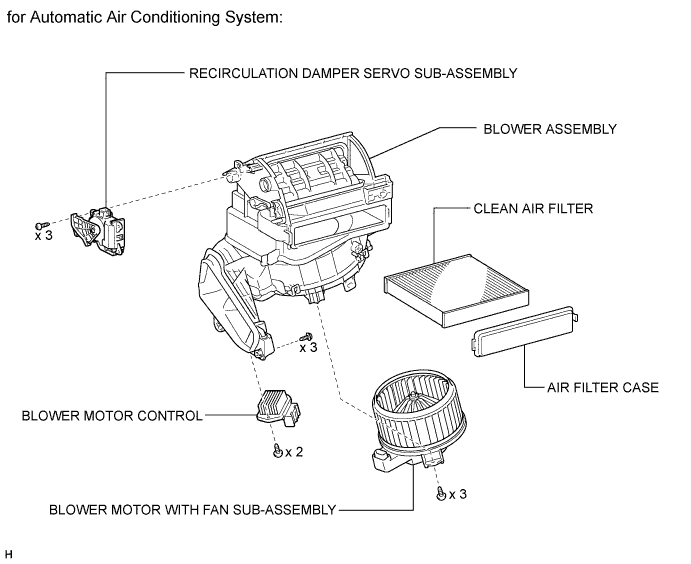 for Automatic Air Conditioning System:
RECIRCULATION DAMPER SERVO SUB-ASSEMBLY
BLOWER ASSEMBLY
CLEAN AIR FILTER
x 3
x 3
AIR FILTER CASE
BLOWER MOTOR CONTROL
x 2
x 3
BLOWER MOTOR WITH FAN SUB-ASSEMBLY
H